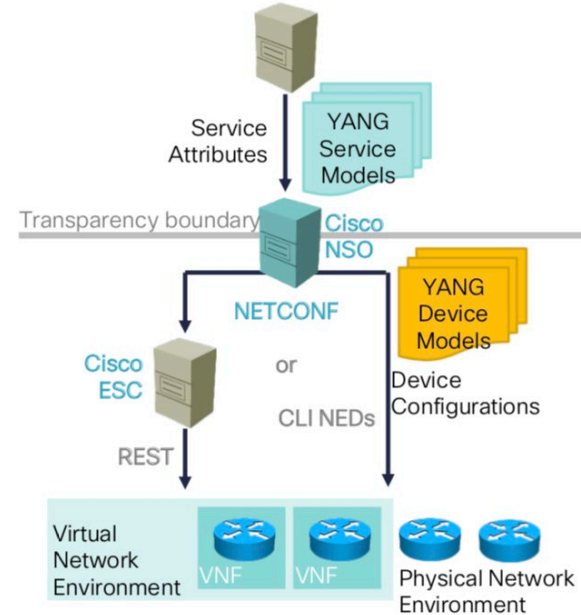 Service
Attributes
YANG
Service
Models
Transparency boundary
Cisco
NSO
YANG
Device
Models
NETCONF
Cisco
ESC
or
Device
Configurations
CLI NEDs
REST
Virtual
Network
Environment
VNF
VNF
Physical Network
Environment